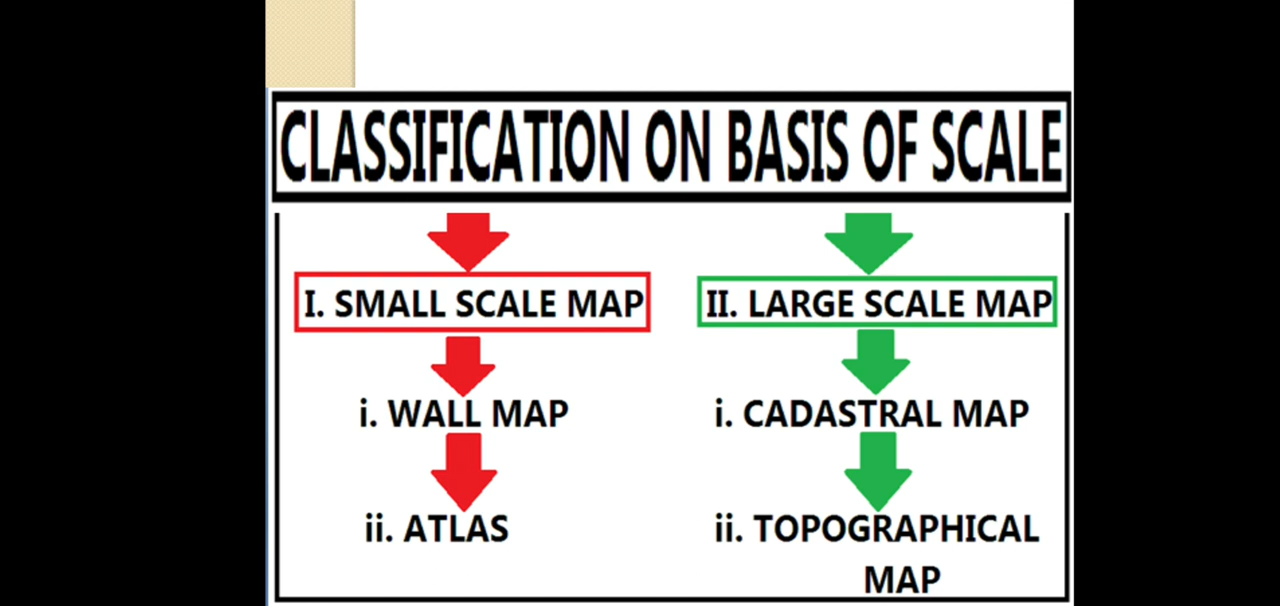 CLASSIFICATION ON BASIS OF SCALE
I. SMALL SCALE MAP
II. LARGE SCALE MAP
i. WALL MAP
i. CADASTRAL MAP
ii. ATLAS
ii. TOPOGRAPHICAL
MAP